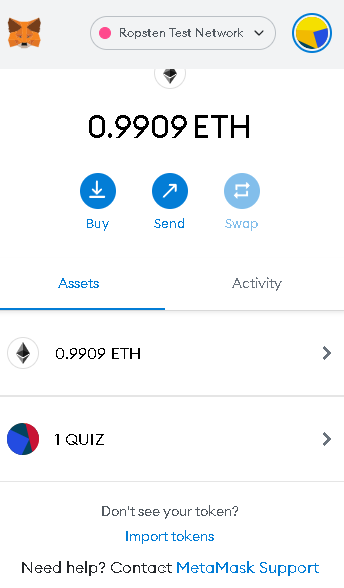 Ropsten Test Network
0.9909 ETH
Buy
Send
Swap
Assets
Activity
0.9909 ETH
1 QUIZ
Don't see your token?
Import tokens
Need help? Contact MetaMask Support